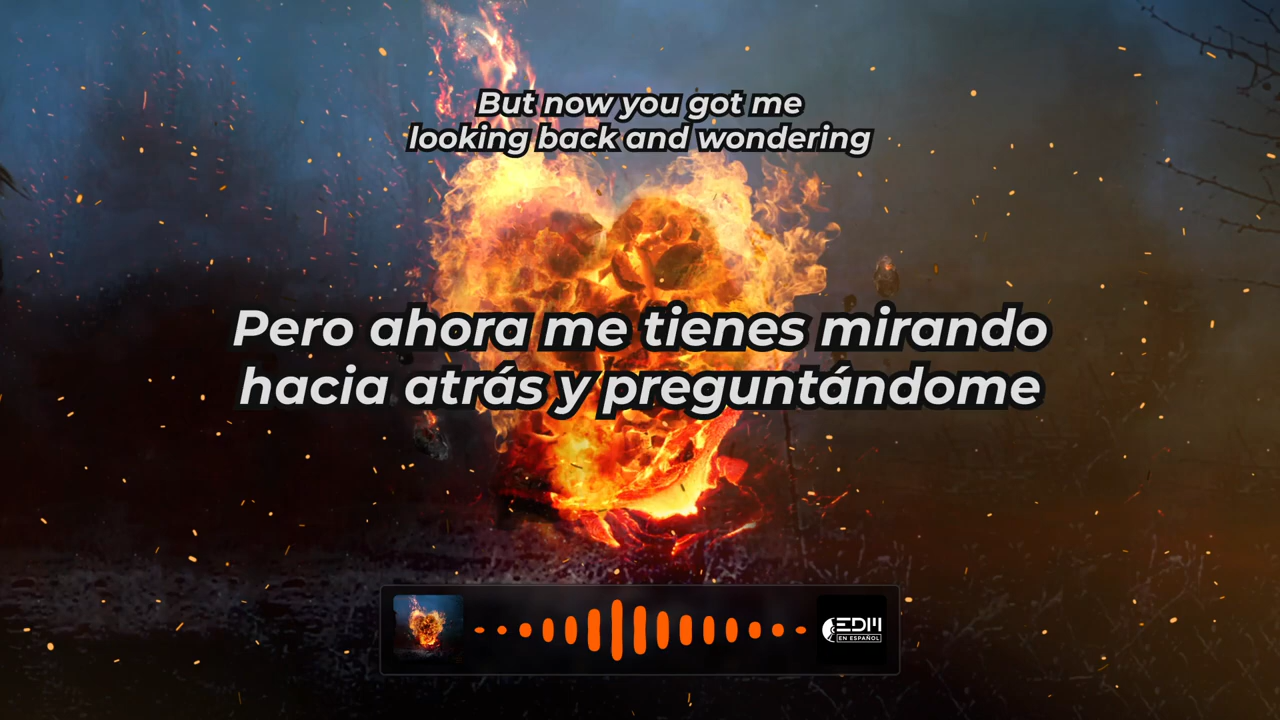 But now you got me
looking back and wondering
Pero ahora me tienes mirando
hacia atrás y preguntándome
EDM
EN ESPAÑOL